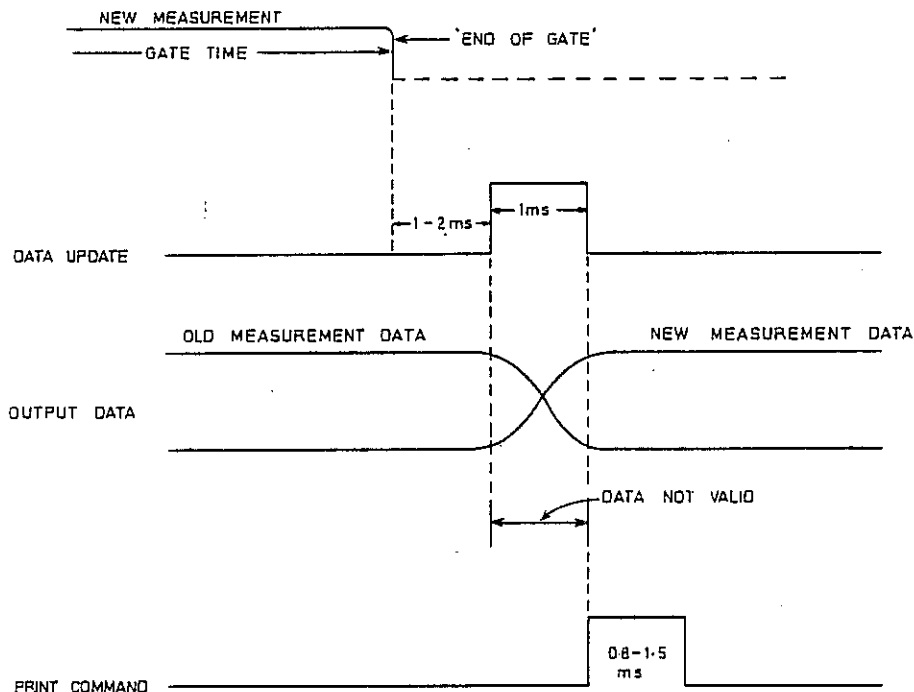 NEW MEASUREMENT
'END OF GATE'
GATE TIME
1-2ms
1ms
DATA UPDATE
OLD MEASUREMENT DATA
NEW MEASUREMENT DATA
OUTPUT DATA
DATA NOT VALID
0·8-1·5
ms
PRINT COMMAND